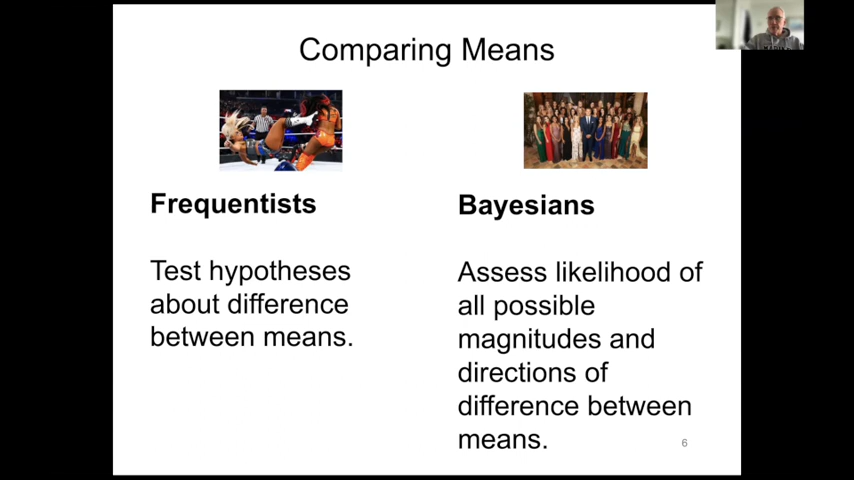 Comparing Means
Frequentists
Test hypotheses
about difference
between means.
Bayesians
Assess likelihood of
all possible
magnitudes and
directions of
difference between
means.
6